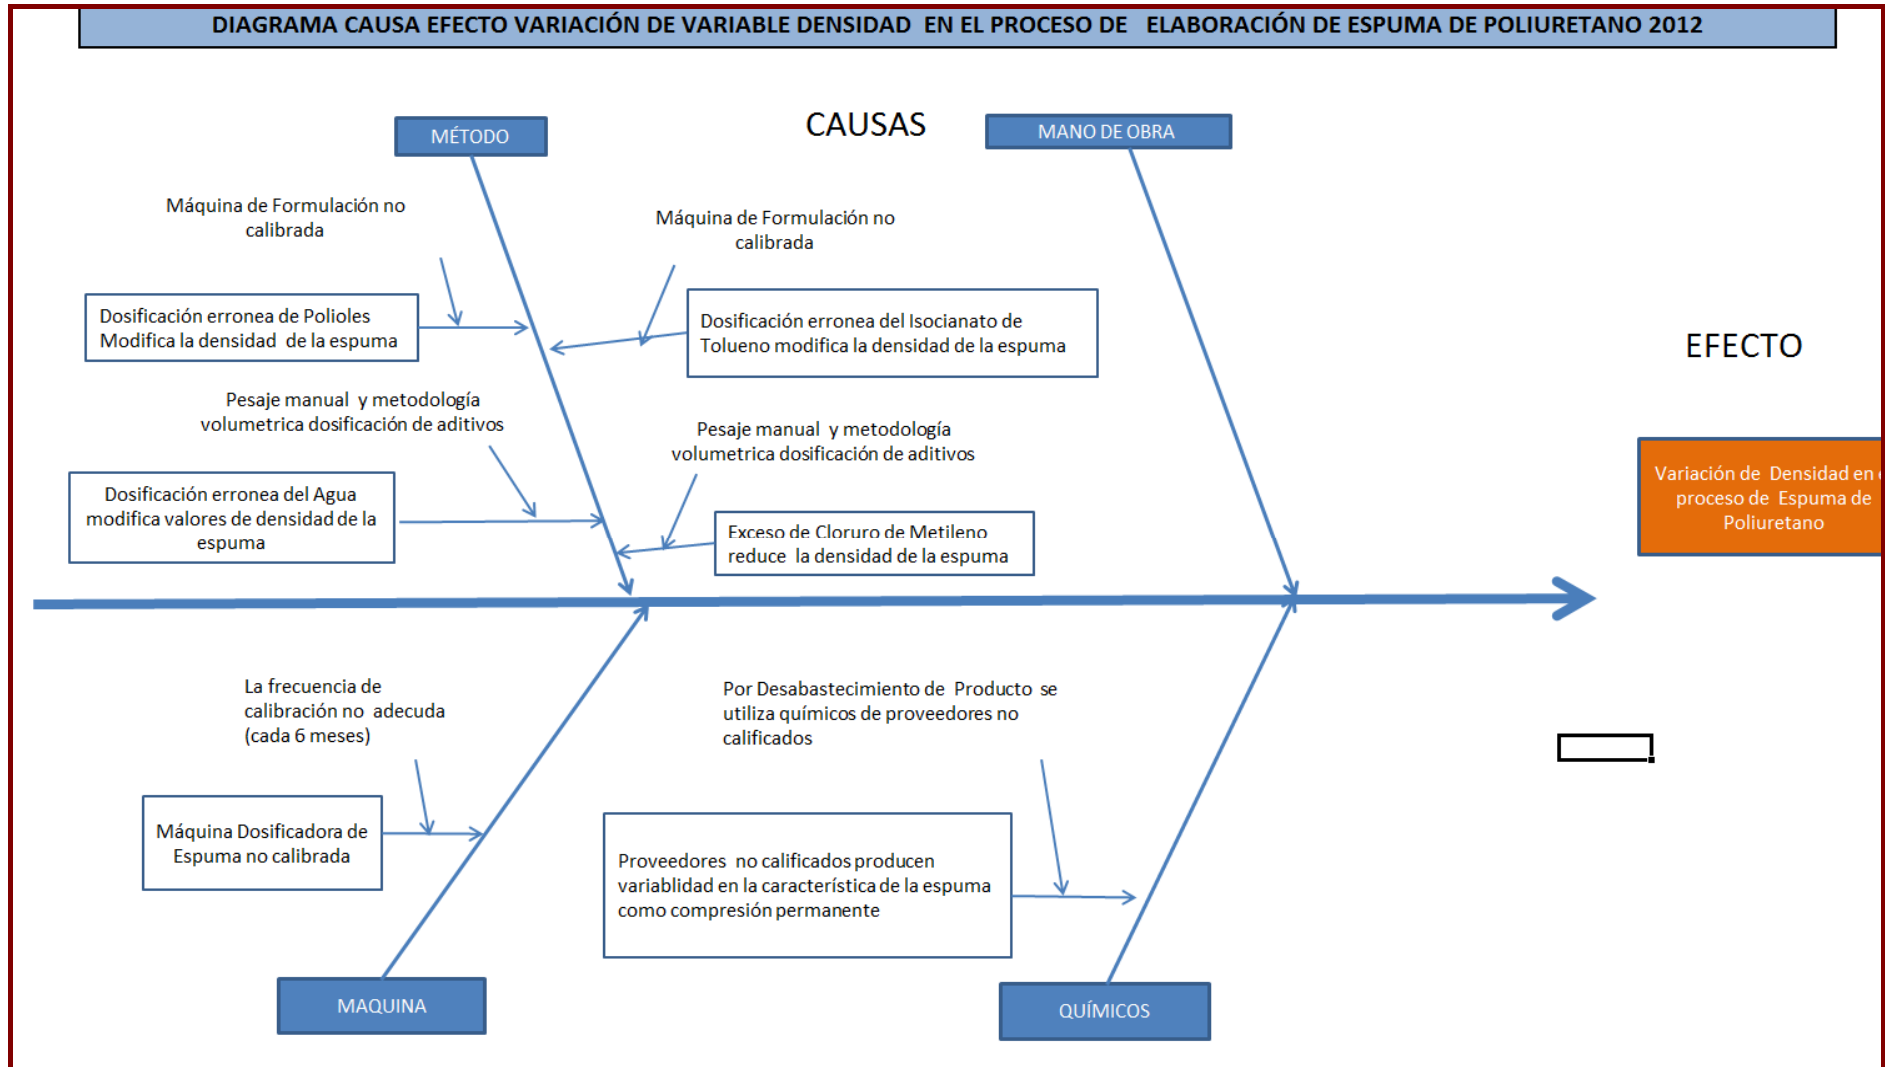 DIAGRAMA CAUSA EFECTO VARIACIÓN DE VARIABLE DENSIDAD EN EL PROCESO DE ELABORACIÓN DE ESPUMA DE POLIURETANO 2012
CAUSAS
MÉTODO
MANO DE OBRA
Máquina de Formulación no
calibrada
Máquina de Formulación no
calibrada
Dosificación erronea de Polioles
Modifica la densidad de la espuma
Dosificación erronea del Isocianato de
Tolueno modifica la densidad de la espuma
EFECTO
Pesaje manual y metodología
volumetrica dosificación de aditivos
Pesaje manual y metodología
volumetrica dosificación de aditivos
Dosificación erronea del Agua
modifica valores de densidad de la
espuma
Exceso de Cloruro de Metileno
reduce la densidad de la espuma
Variación de Densidad en
proceso de Espuma de
Poliuretano
La frecuencia de
calibración no adecuda
(cada 6 meses)
Por Desabastecimiento de Producto se
utiliza químicos de proveedores no
calificados
Máquina Dosificadora de
Espuma no calibrada
Proveedores no calificados producen
variablidad en la característica de la espuma
como compresión permanente
MAQUINA
QUÍMICOS